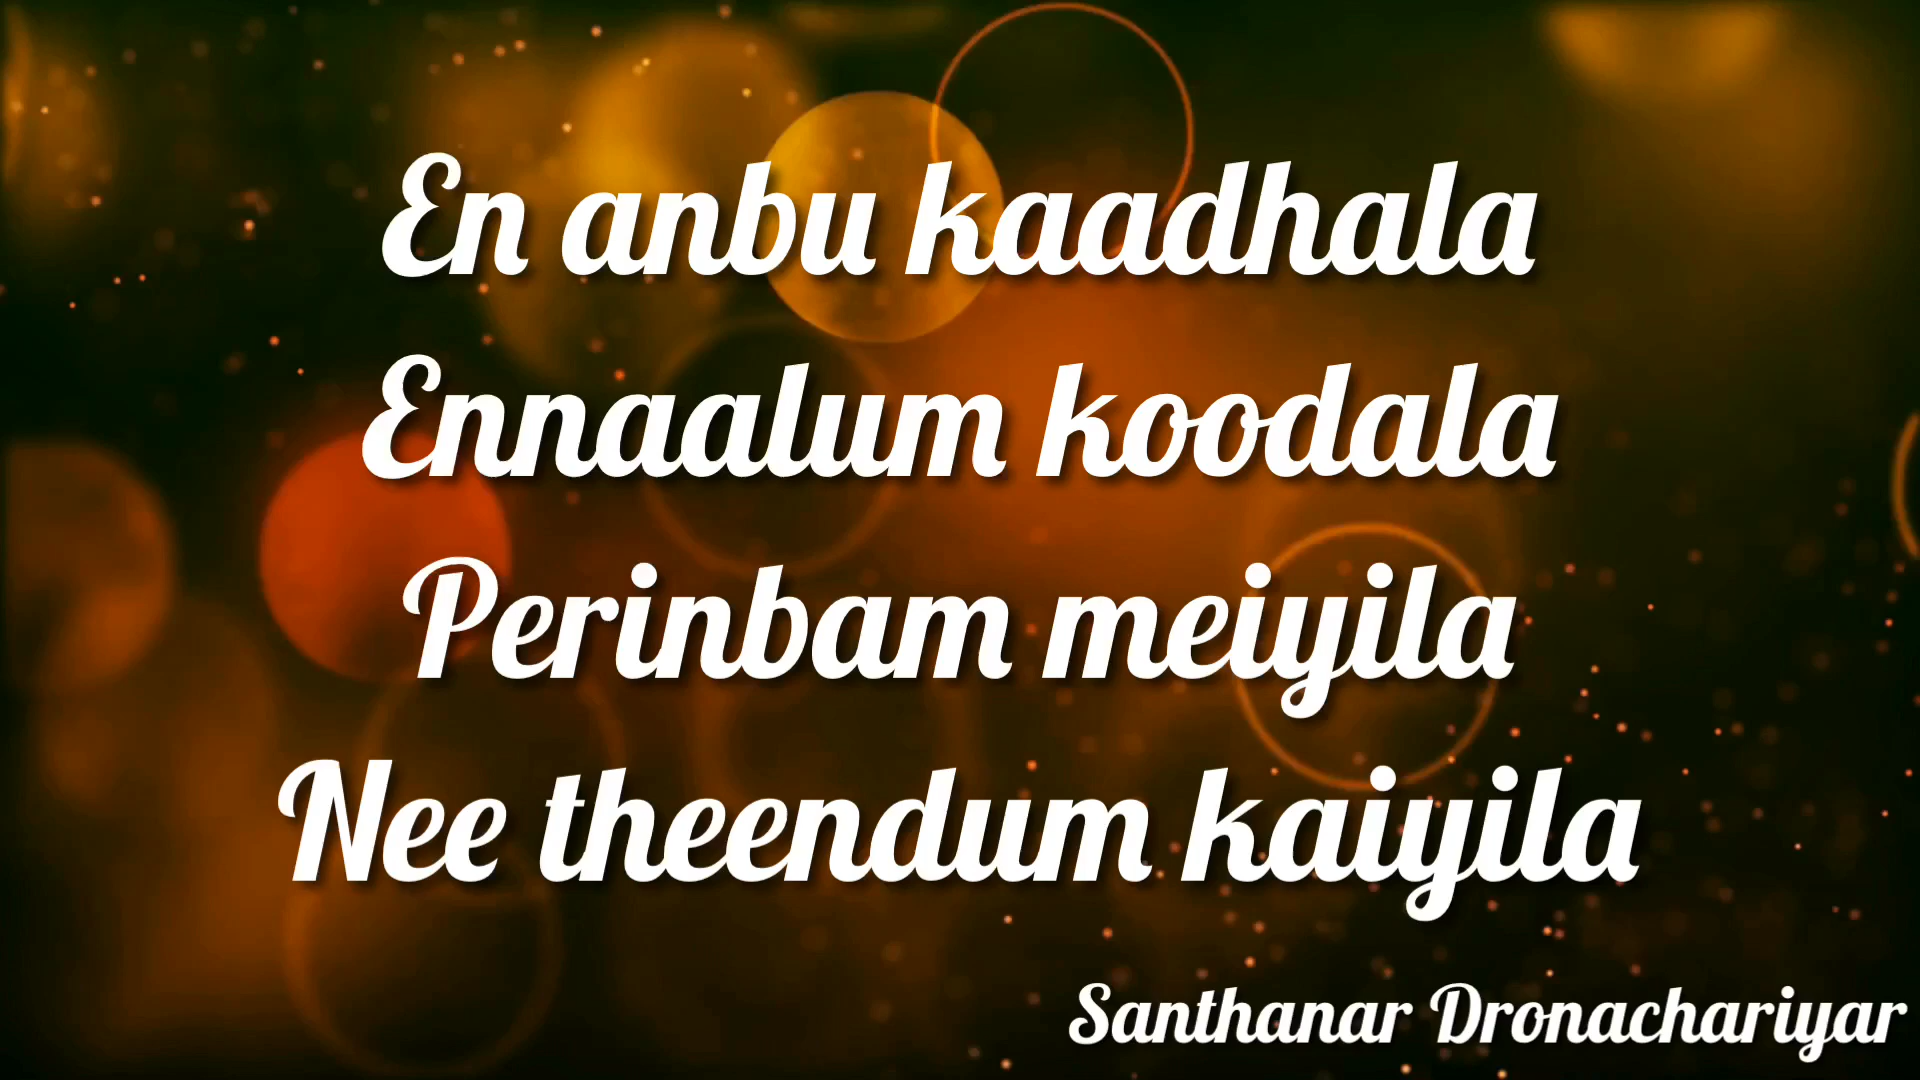 En anbu kaadhala
Ennaalum koodala
Perinbam meiyila
Nee theendum kaiyila
Santhanar Dronachariyar